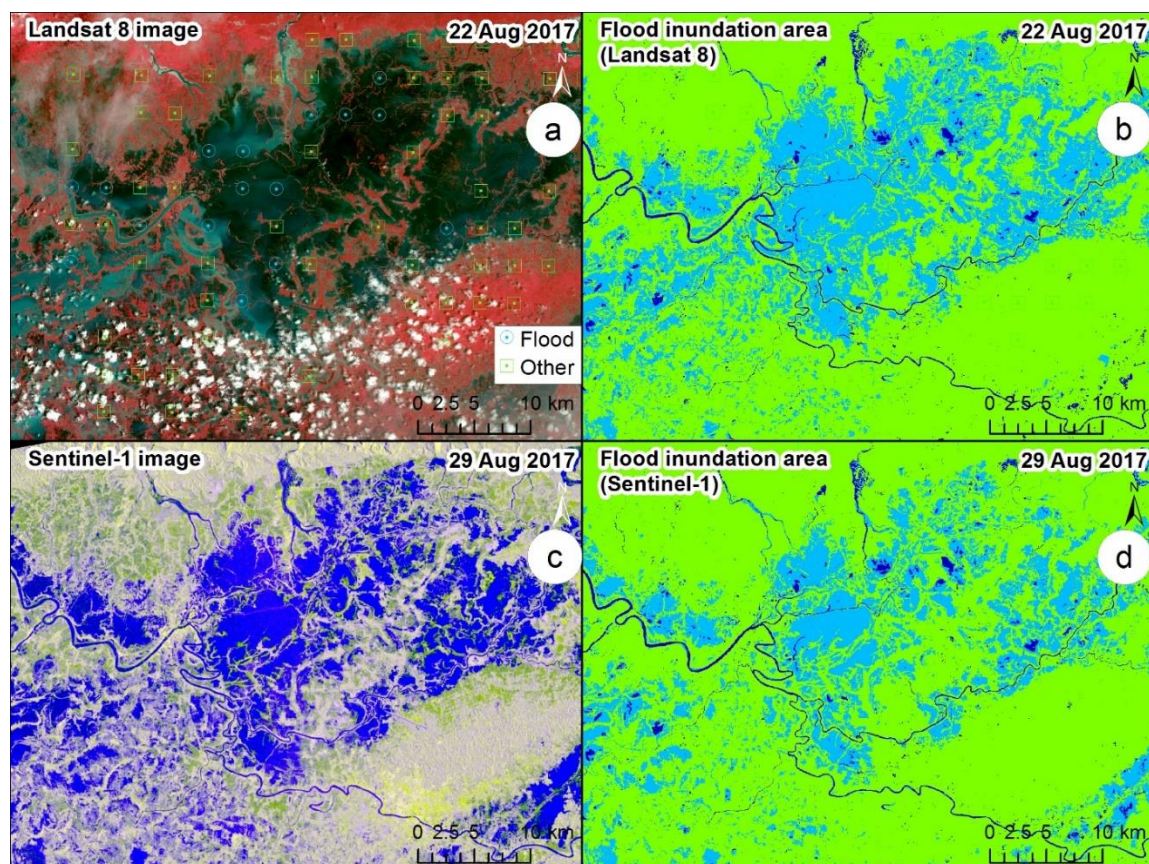 Landsat 8 image
22 Aug 2017
N
a
Flood
Other
0 2.5 5 10 km
Flood inundation area
(Landsat 8)
22 Aug 2017
N
b
0 2.5 5 10 km
Sentinel-1 image
29 Aug 2017
c
0 2.5 5 10 km
Flood inundation area
(Sentinel-1)
29 Aug 2017
N
d
0 2.5 5 10 km